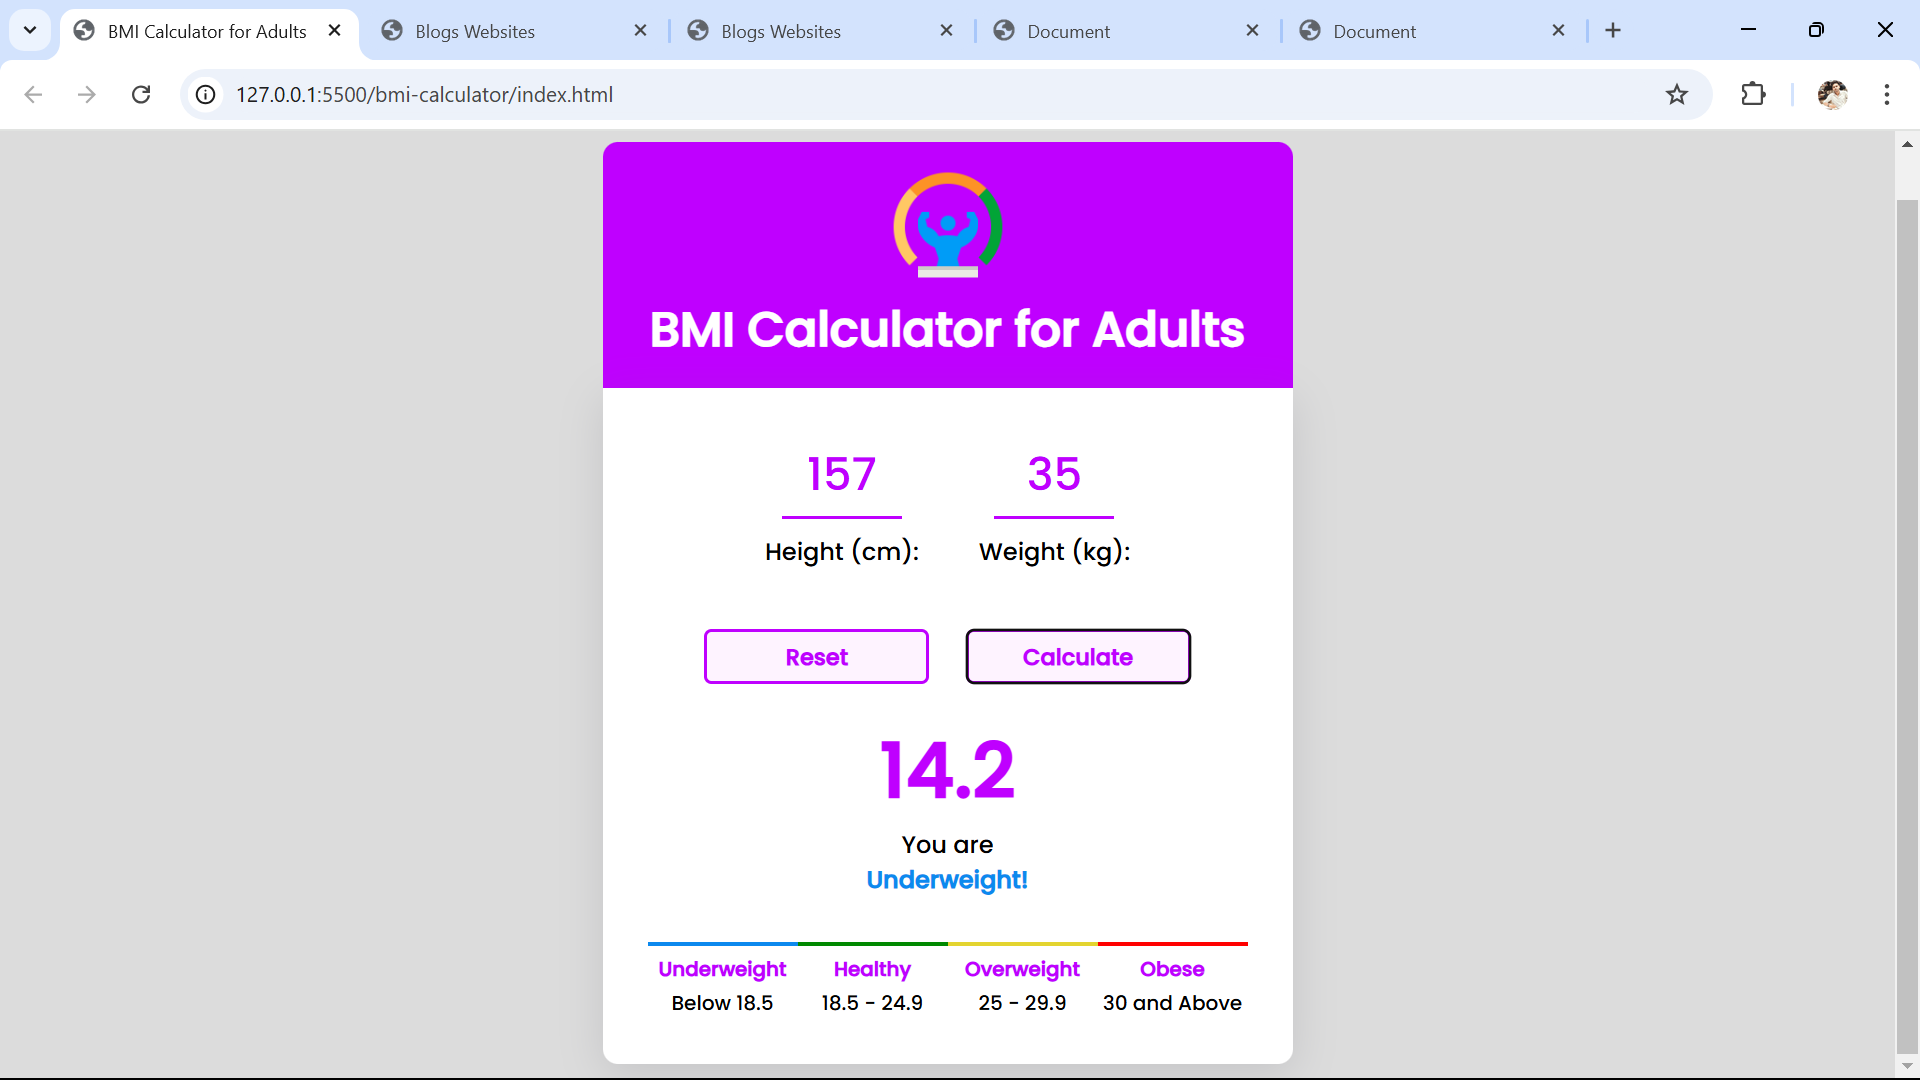 BMI Calculator for Adults
Blogs Websites
Blogs Websites
Document
Document
127.0.0.1:5500/bmi-calculator/index.html
BMI Calculator for Adults
157 35
Height (cm): Weight (kg):
Reset Calculate
14.2
You are
Underweight!
Underweight Healthy Overweight Obese
Below 18.5 18.5 - 24.9 25 - 29.9 30 and Above